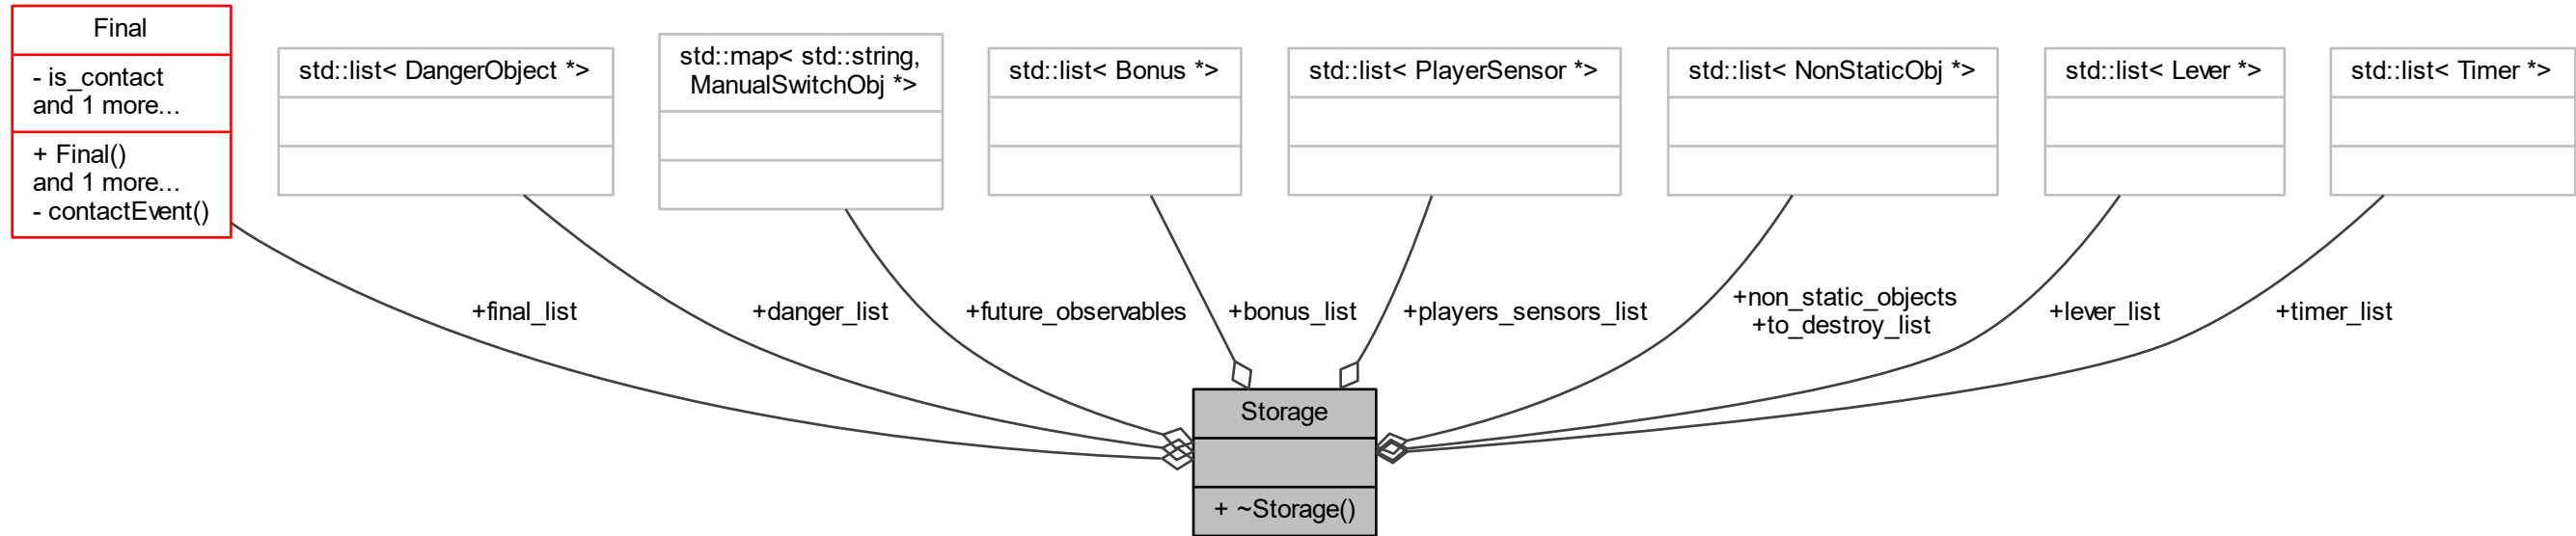 Final
- is_contact
and 1 more...
+ Final()
and 1 more...
- contactEvent()
std::list< DangerObject *>
std::map< std::string,
ManualSwitchObj *>
std::list< Bonus *>
std::list< PlayerSensor *>
std::list< NonStaticObj *>
std::list< Lever *>
std::list< Timer *>
+final_list
+danger_list
+future_observables
+bonus_list
+players_sensors_list
+non_static_objects
+to_destroy_list
+lever_list
+timer_list
Storage
+ ~Storage()